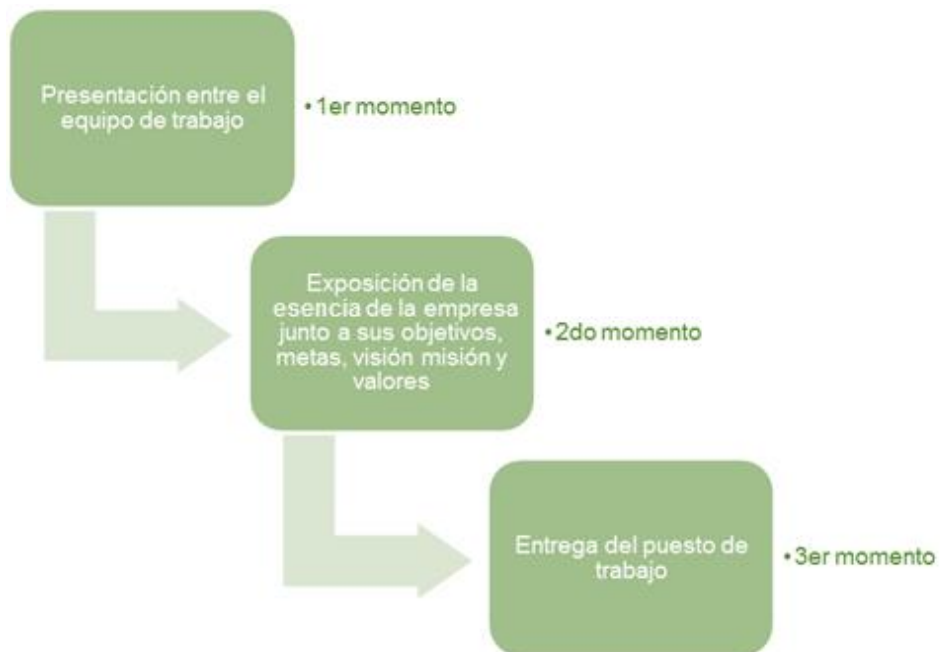 Presentación entre el
equipo de trabajo
• 1er momento
Exposición de la
esencia de la empresa
junto a sus objetivos,
metas, visión misión y
valores
• 2do momento
Entrega del puesto de
trabajo
• 3er momento